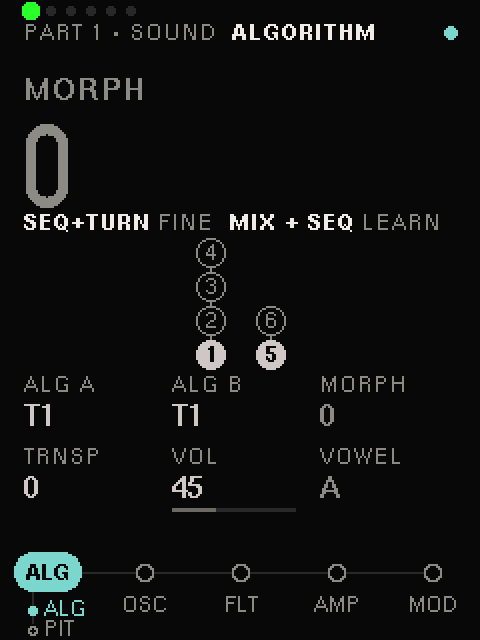 PART 1 · SOUND ALGORITHM
MORPH
0
SEQ+TURN FINE MIX + SEQ LEARN
4
3
2 6
1 5
ALG A ALG B MORPH
T1 T1 0
TRNSP VOL VOWEL
0 45 A
ALG
ALG OSC FLT AMP MOD
PIT